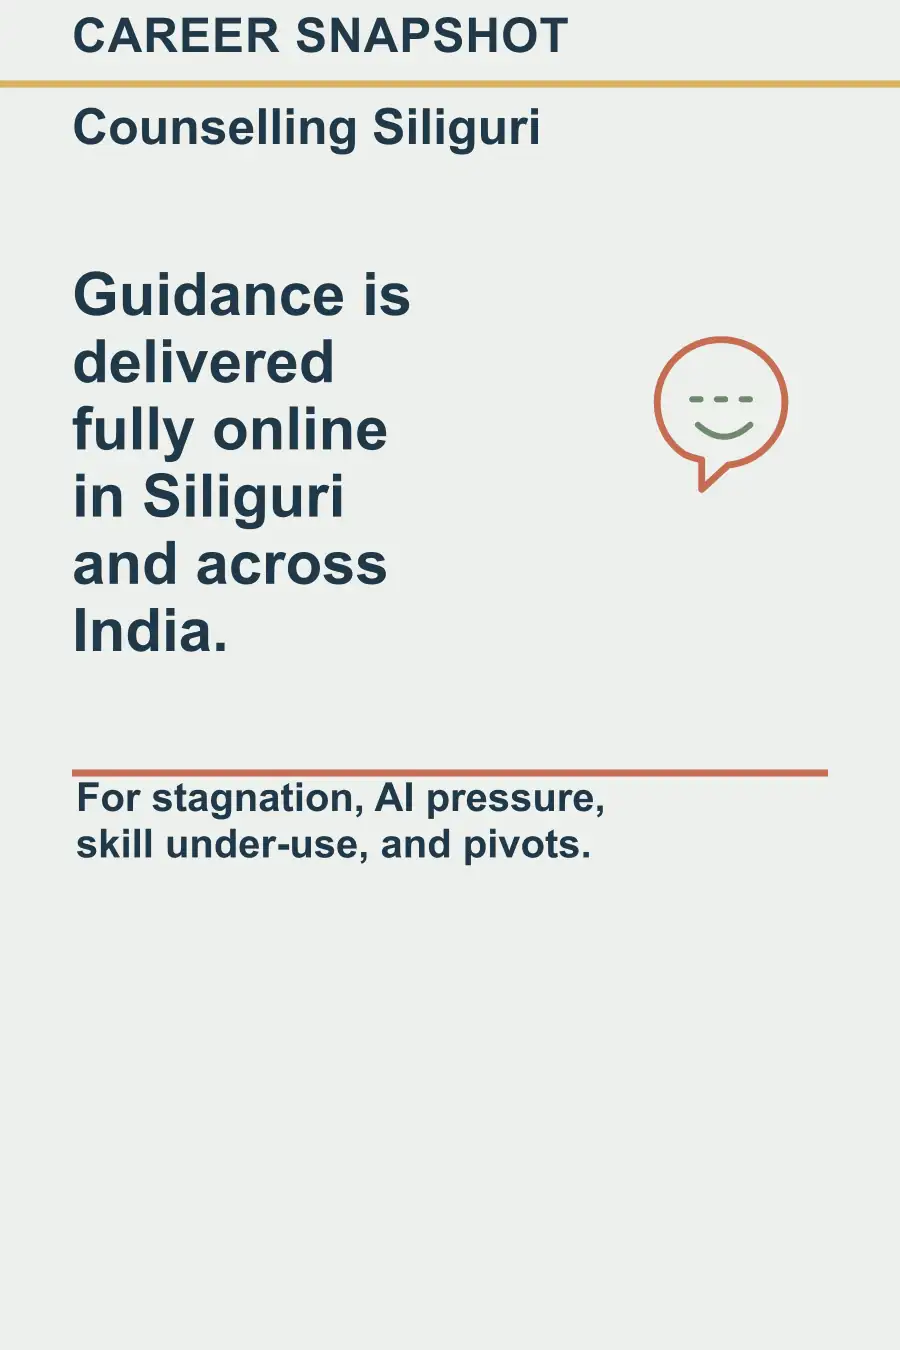 CAREER SNAPSHOT
Counselling Siliguri
Guidance is
delivered
fully online
in Siliguri
and across
India.
For stagnation, AI pressure,
skill under-use, and pivots.